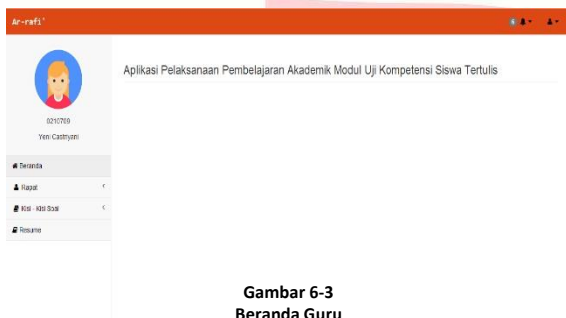 Ar-rafi'
6
Aplikasi Pelaksanaan Pembelajaran Akademik Modul Uji Kompetensi Siswa Tertulis
0210709
Yeni Castriyani
Beranda
Rapat
Kisi - Kisi Soal
Resume
Gambar 6-3
Beranda Guru